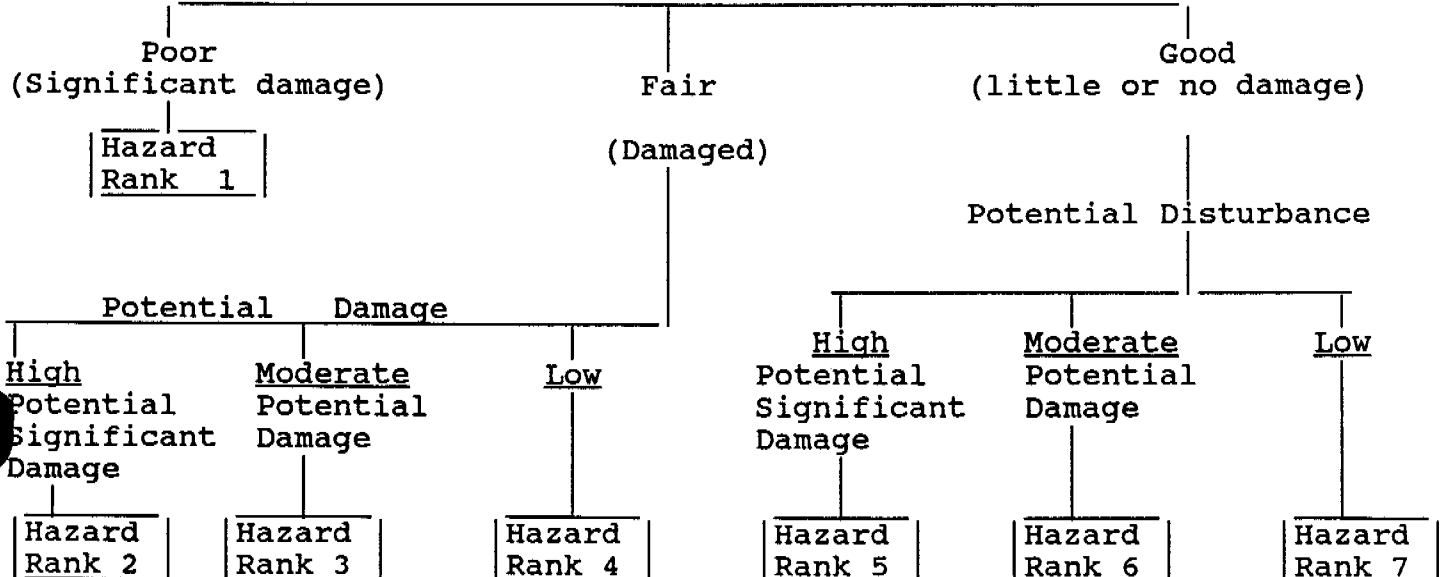 Poor
(Significant damage)
Hazard
Rank 1
Fair
(Damaged)
Good
(little or no damage)
Potential Disturbance
Potential Damage
High
Potential
Significant
Damage
Hazard
Rank 2
Moderate
Potential
Damage
Hazard
Rank 3
Low
Hazard
Rank 4
High
Potential
Significant
Damage
Hazard
Rank 5
Moderate
Potential
Damage
Hazard
Rank 6
Low
Hazard
Rank 7